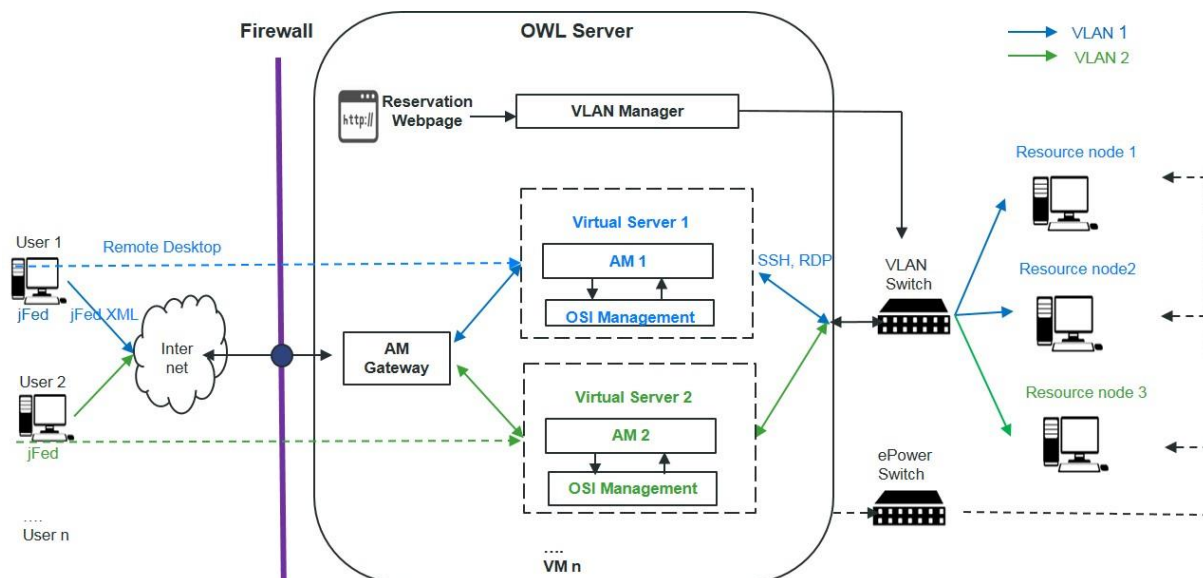 Firewall
OWL Server
VLAN 1
VLAN 2
http://
Reservation
Webpage
VLAN Manager
Resource node 1
Virtual Server 1
User 1
Remote Desktop
AM 1
SSH, RDP
VLAN
Switch
Resource node2
jFed
jFed XML
OSI Management
Inter
net
AM
Gateway
User 2
Virtual Server 2
Resource node 3
AM 2
jFed
ePower
Switch
OSI Management
....
User n
....
VM n